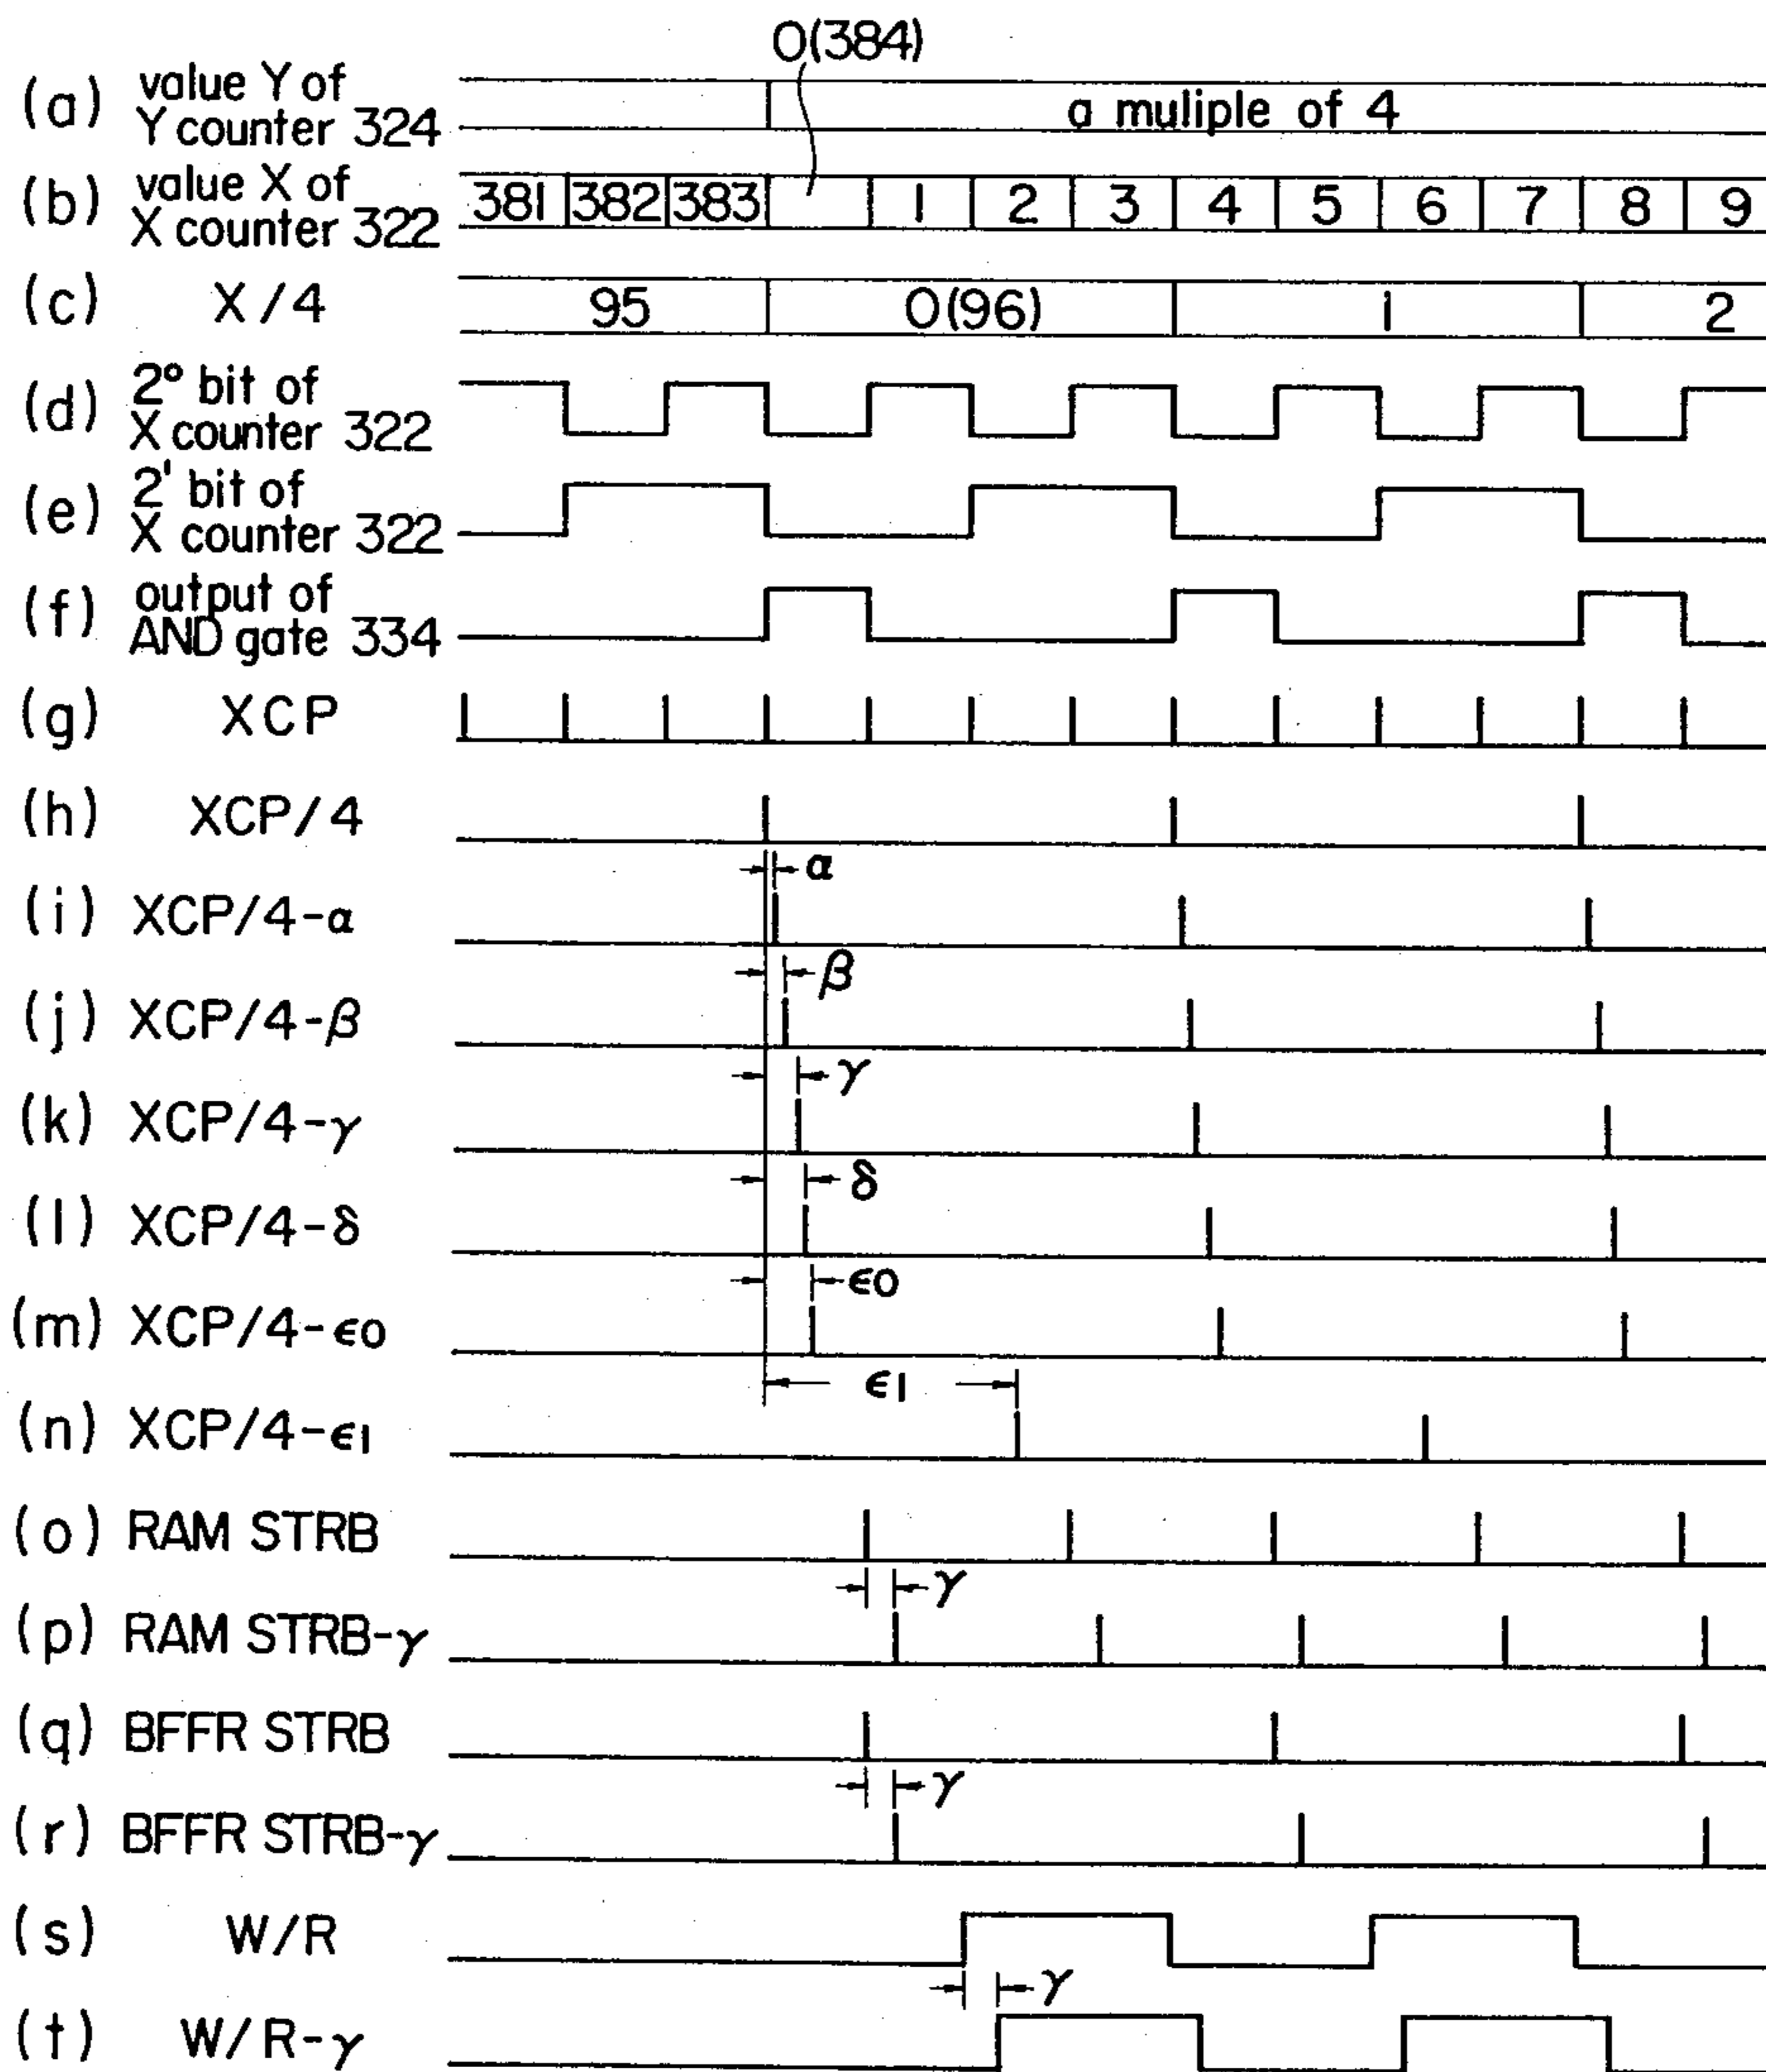 O(384)
(a) value Y of
Y counter 324
a muliple of 4
(b) value X of
X counter 322
381 382 383 1 2 3 4 5 6 7 8 9
(c) X/4
95 O(96) 1 2
(d) 2° bit of
X counter 322
(e) 2' bit of
X counter 322
(f) output of
AND gate 334
(g) XCP
(h) XCP/4
α
(i) XCP/4-α
β
(j) XCP/4-β
γ
(k) XCP/4-γ
δ
(l) XCP/4-δ
ϵ0
(m) XCP/4-ϵ0
ϵ1
(n) XCP/4-ϵ1
(o) RAM STRB
γ
(p) RAM STRB-γ
(q) BFFR STRB
γ
(r) BFFR STRB-γ
(s) W/R
γ
(t) W/R-γ